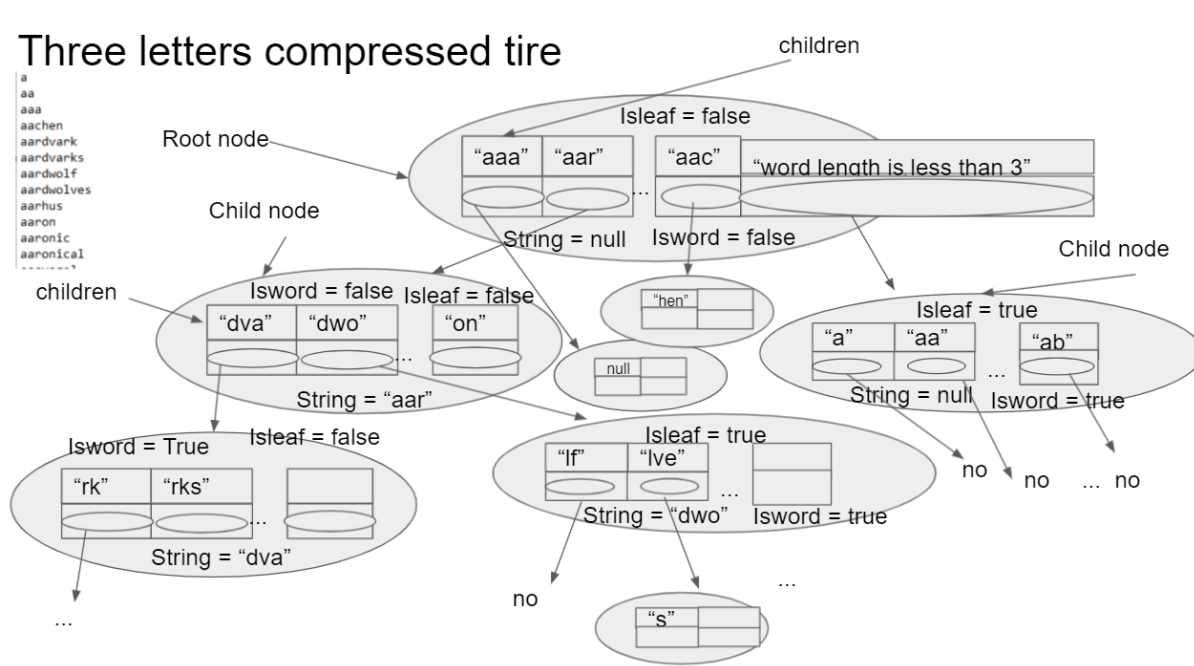 Three letters compressed tire
children
a
aa
aaa
aachen
aardvark
aardvarks
aardwolf
aardwolves
aarhus
aaron
aaronic
aaronical
Root node
Isleaf = false
“aaa” “aar” ... “aac” “word length is less than 3”
String = null Isword = false
Child node
Child node
children
Isword = false Isleaf = false
“dva” “dwo” ... “on”
String = “aar”
“hen”
null
Isleaf = true
“a” “aa” ... “ab”
String = null Isword = true
no no ... no
Isword = True Isleaf = false
“rk” “rks” ...
String = “dva”
...
Isleaf = true
“lf” “lve” ...
String = “dwo” Isword = true
no
...
“s”